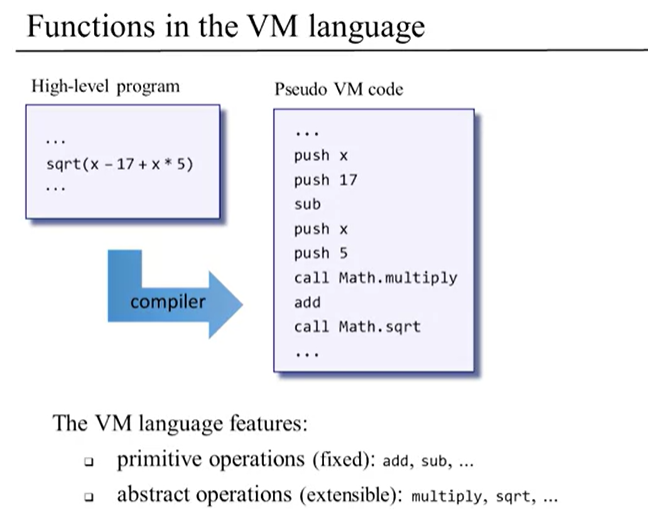 Functions in the VM language
High-level program
...
sqrt(x – 17 + x * 5)
...
compiler
Pseudo VM code
...
push x
push 17
sub
push x
push 5
call Math.multiply
add
call Math.sqrt
...
The VM language features:
❑ primitive operations (fixed): add, sub, ...
❑ abstract operations (extensible): multiply, sqrt, ...